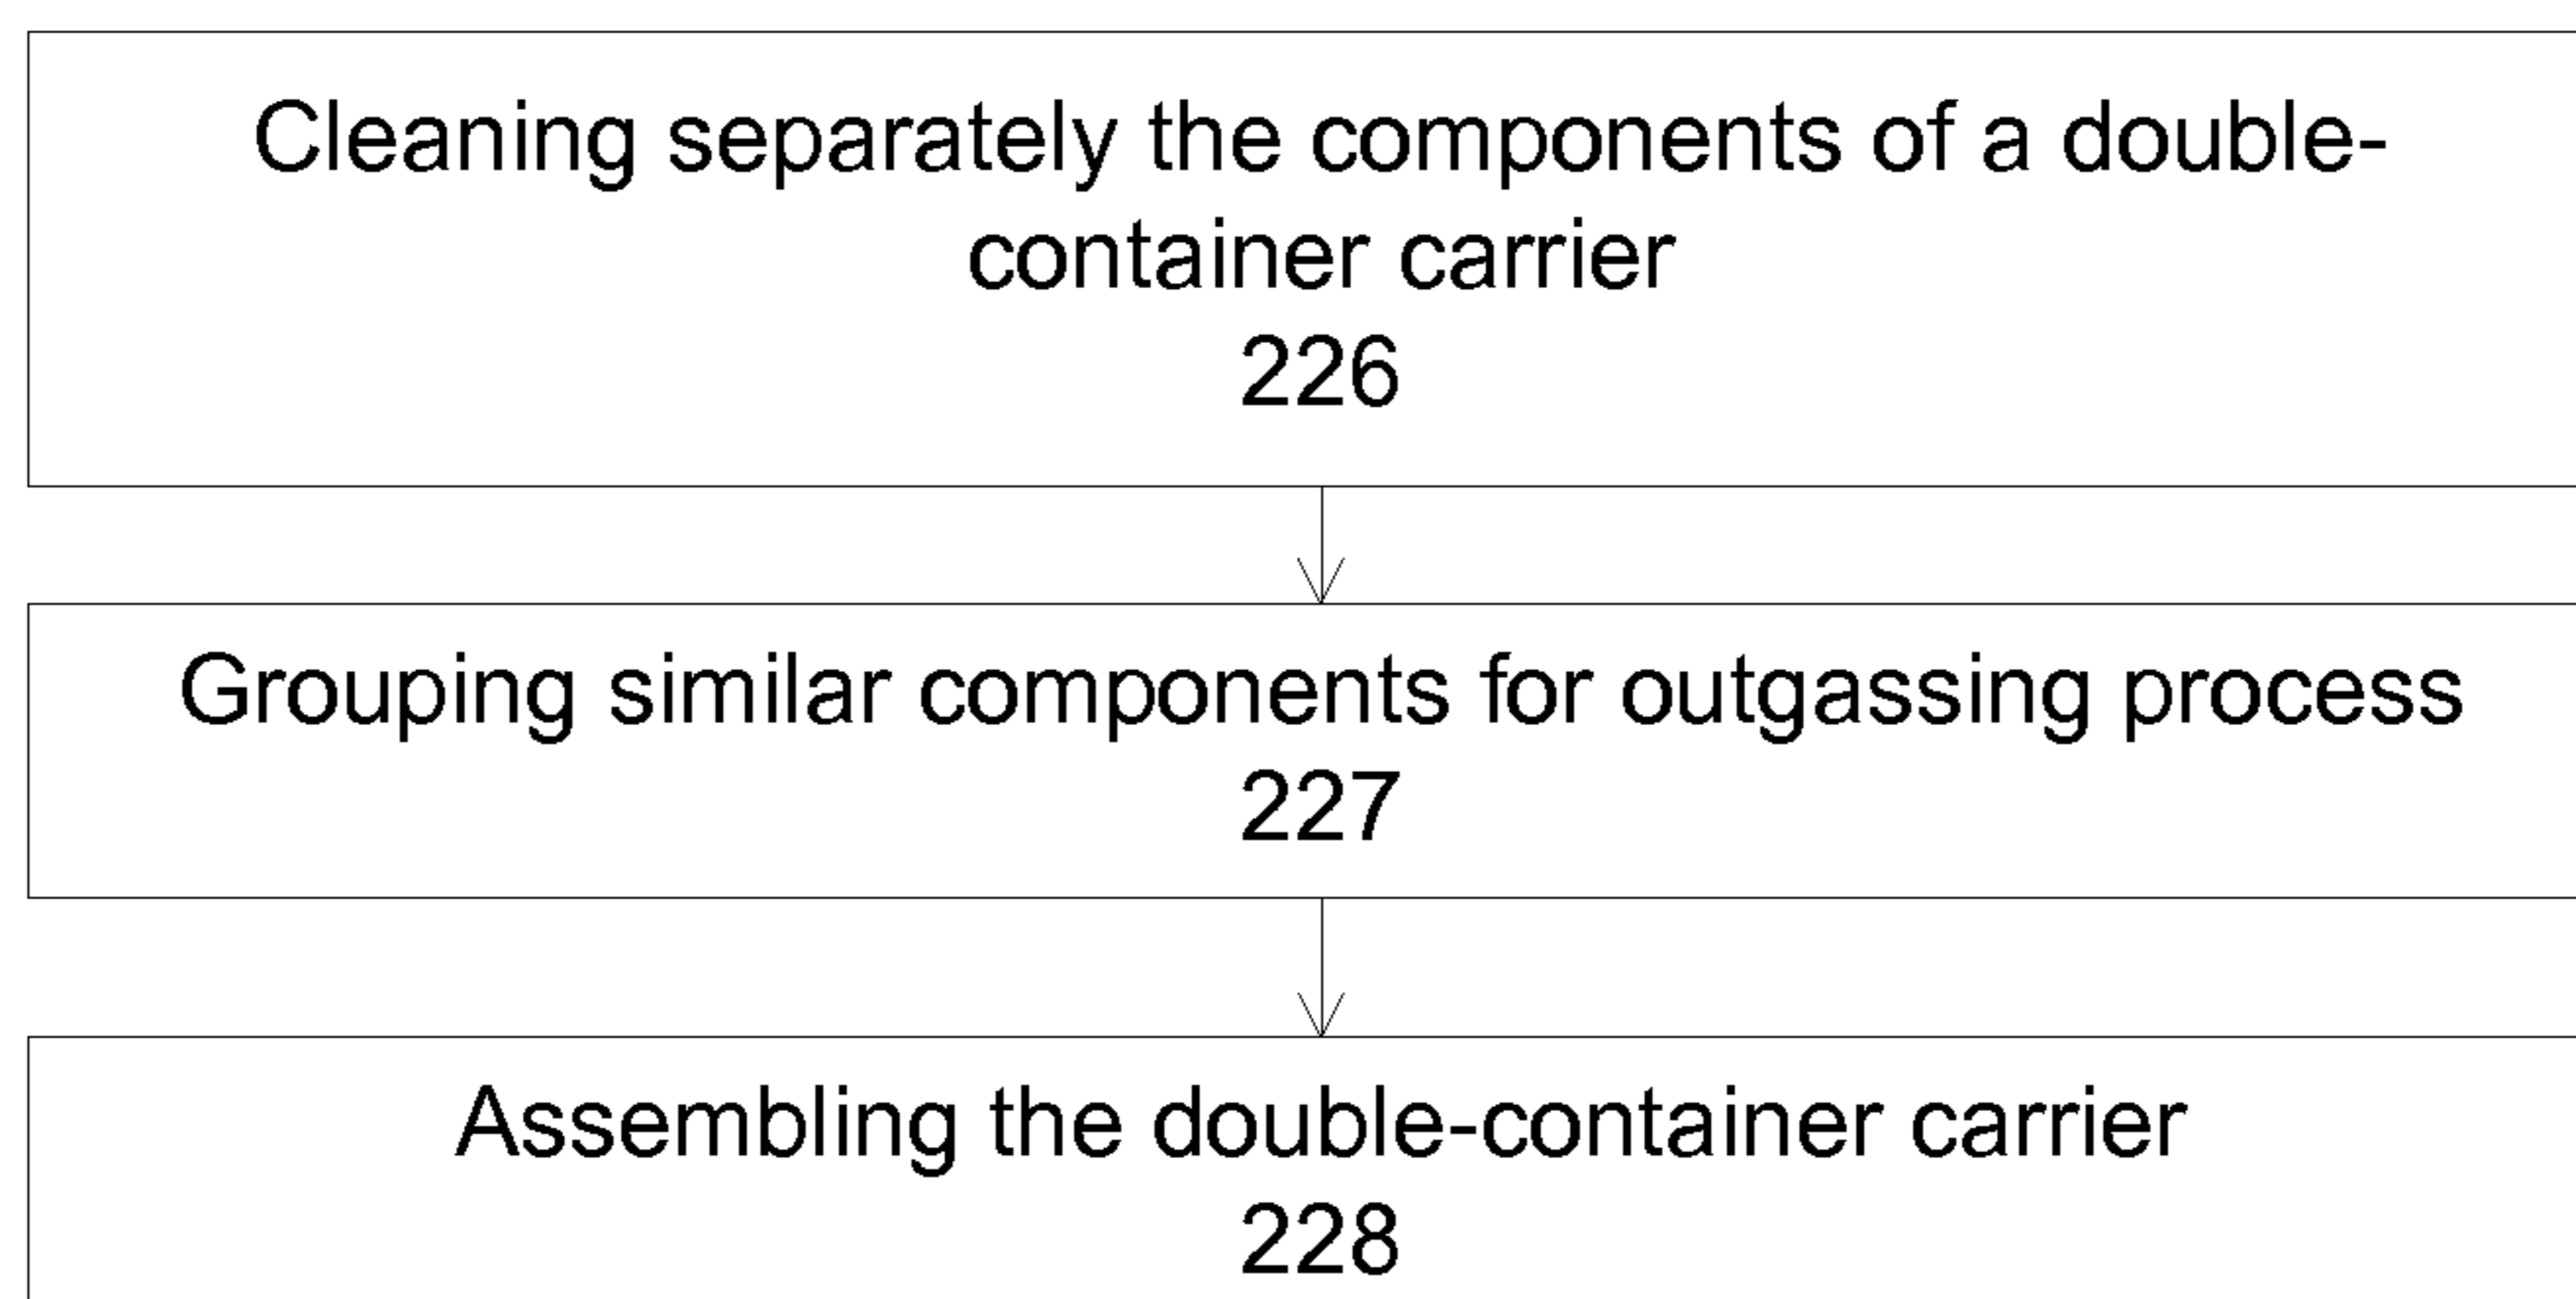 Cleaning separately the components of a double-
container carrier
226
Grouping similar components for outgassing process
227
Assembling the double-container carrier
228